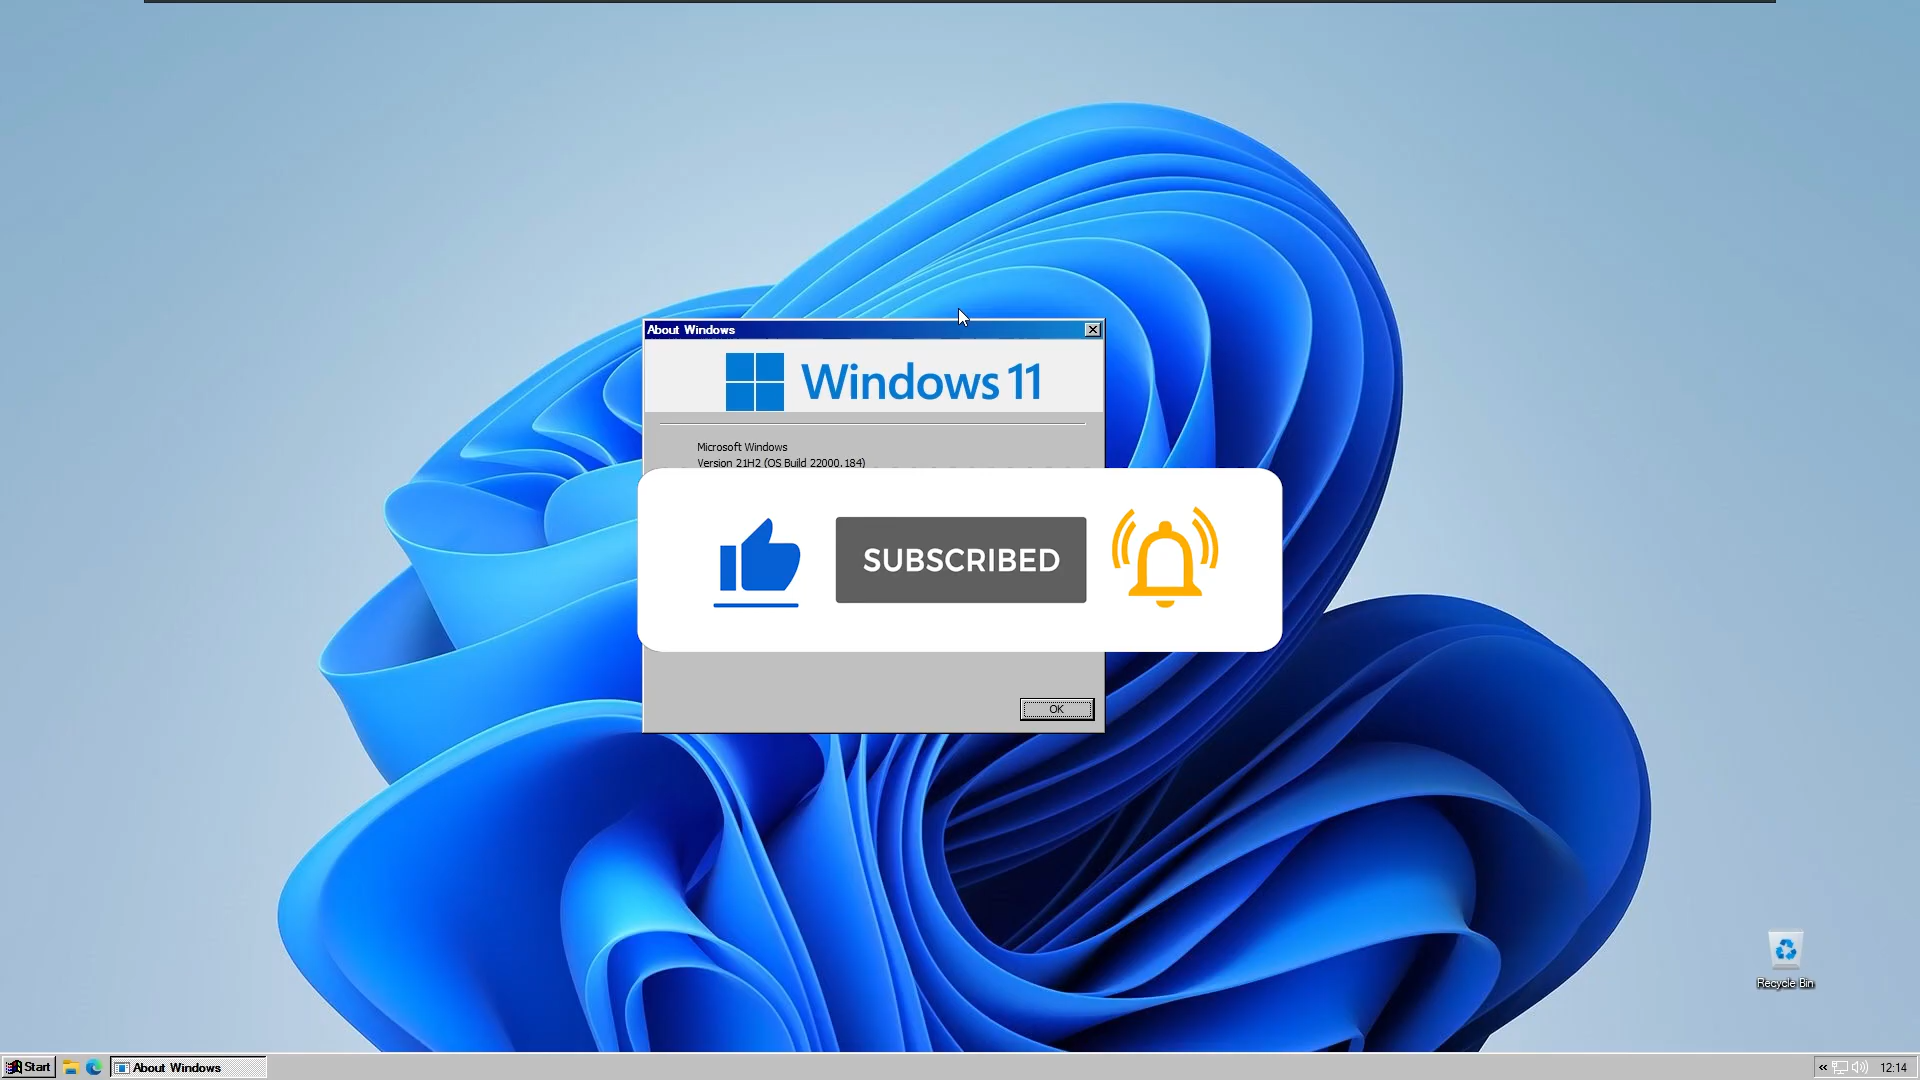 About Windows
Windows 11
Microsoft Windows
Version 21H2 (OS Build 22000.184)
SUBSCRIBED
OK
Recycle Bin
Start
About Windows
12:14